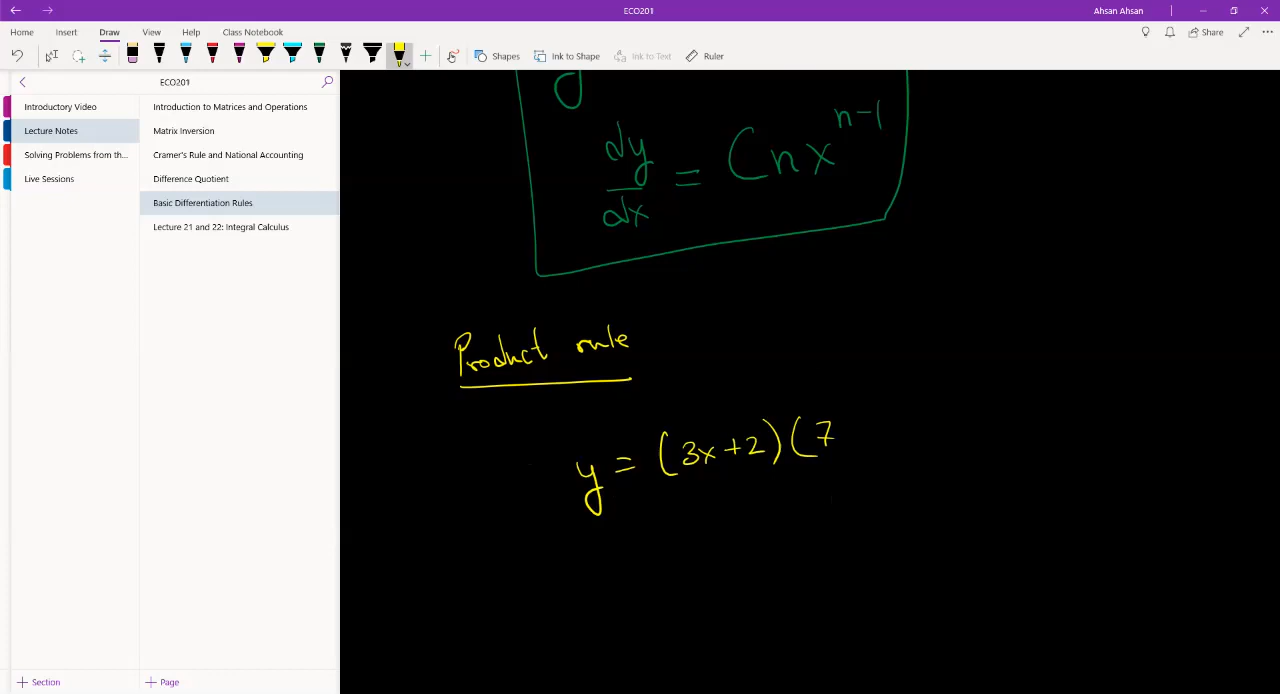 ECO201
Ahsan Ahsan
Home Insert Draw View Help Class Notebook
Shapes Ink to Shape Ink to Text Ruler Share
ECO201
Introductory Video
Lecture Notes
Solving Problems from th...
Live Sessions
Introduction to Matrices and Operations
Matrix Inversion
Cramer's Rule and National Accounting
Difference Quotient
Basic Differentiation Rules
Lecture 21 and 22: Integral Calculus
y
dy/dx = Cnx^{n-1}
Product rule
y = (3x+2)(7
+ Section
+ Page